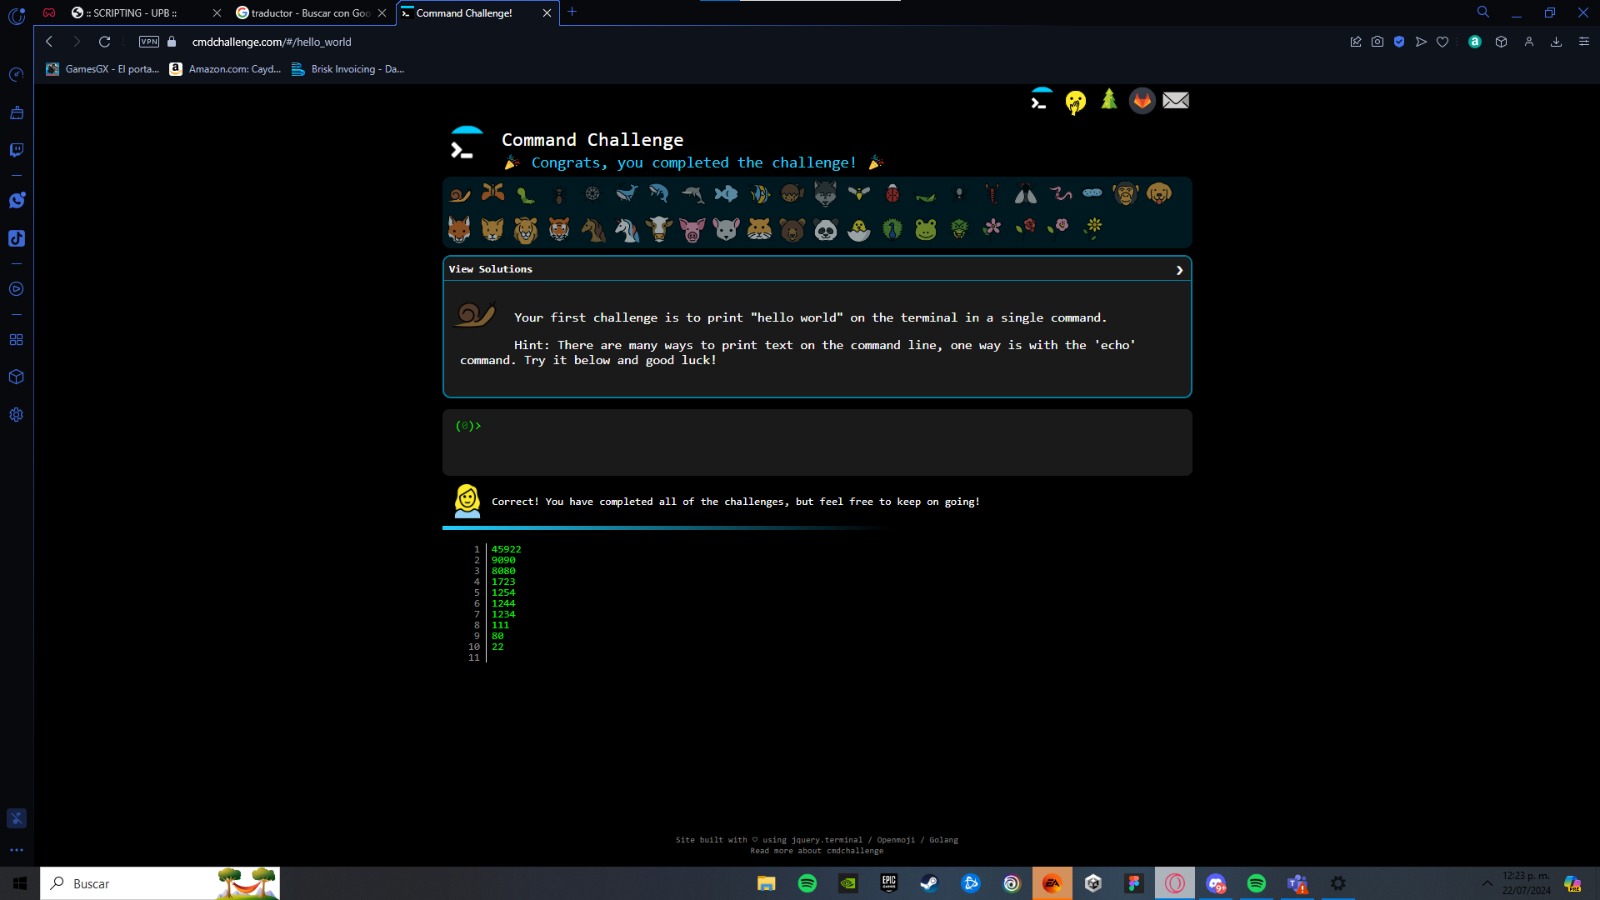 :: SCRIPTING - UPB ::
traductor - Buscar con Goo
Command Challenge!
VPN
cmdchallenge.com/#/hello_world
GamesGX - El porta...
Amazon.com: Cayd...
Brisk Invoicing - Da...
Command Challenge
Congrats, you completed the challenge!
View Solutions
Your first challenge is to print "hello world" on the terminal in a single command.
Hint: There are many ways to print text on the command line, one way is with the 'echo'
command. Try it below and good luck!
(0)>
Correct! You have completed all of the challenges, but feel free to keep on going!
1 45922
2 9090
3 8080
4 1723
5 1254
6 1244
7 1234
8 111
9 80
10 22
11
Site built with ♡ using jquery.terminal / Openmoji / Golang
Read more about cmdchallenge
Buscar
EPIC GAMES
EA
9+
12:23 p. m.
22/07/2024
PRE